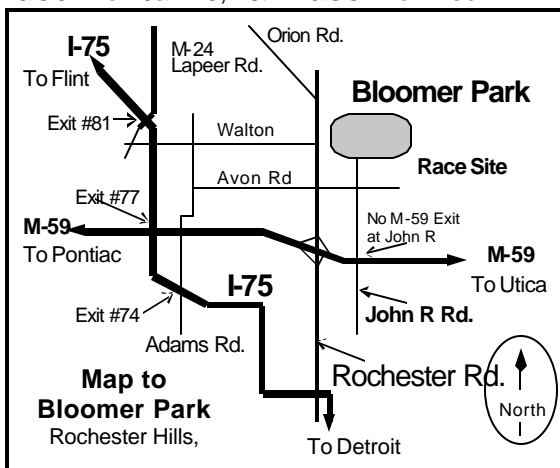 I-75
To Flint
M-24
Lapeer Rd.
Orion Rd.
Bloomer Park
Exit #81
Walton
Race Site
Avon Rd
Exit #77
M-59
To Pontiac
No M-59 Exit
at John R
M-59
To Utica
I-75
Exit #74
John R Rd.
Adams Rd.
Rochester Rd.
Map to
Bloomer Park
Rochester Hills,
North
To Detroit